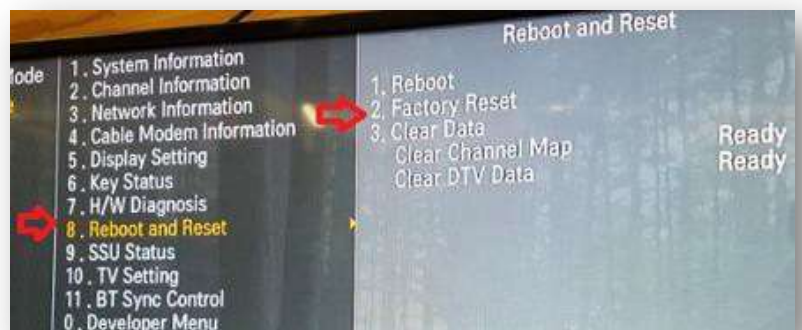 ode
1. System Information
2. Channel Information
3. Network Information
4. Cable Modem Information
5. Display Setting
6. Key Status
7. H/W Diagnosis
8. Reboot and Reset
9. SSU Status
10. TV Setting
11. BT Sync Control
0. Developer Menu
Reboot and Reset
1. Reboot
2. Factory Reset
3. Clear Data
Clear Channel Map Ready
Clear DTV Data Ready